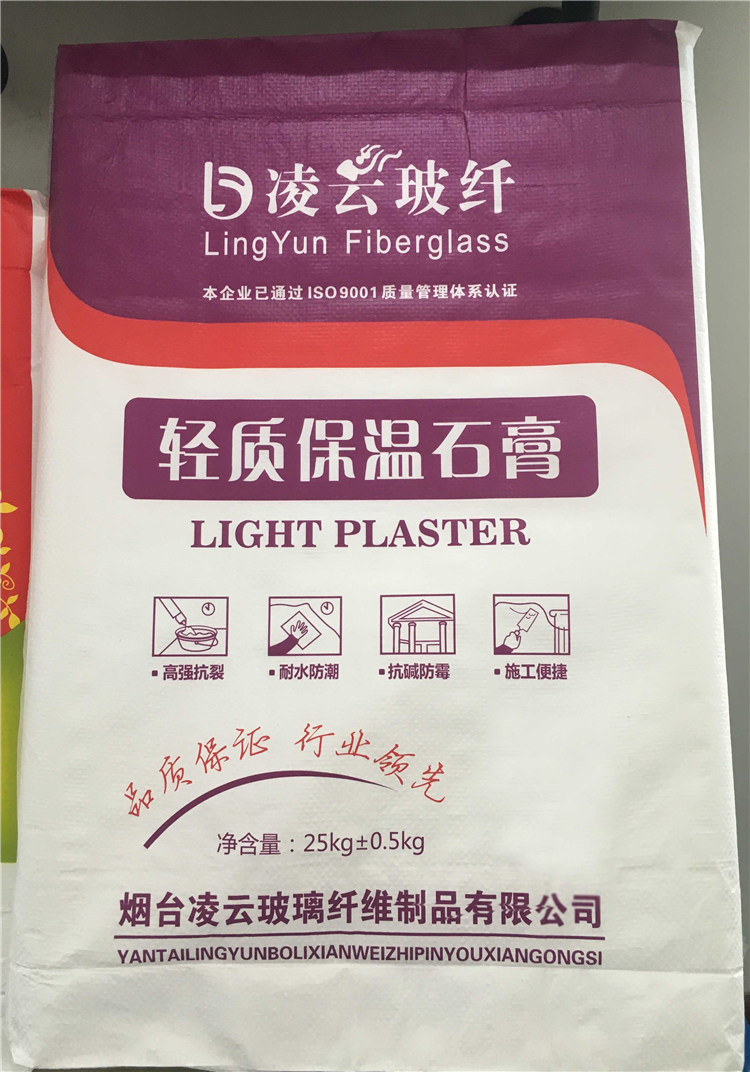 凌云玻纤
LingYun Fiberglass
本企业已通过ISO9001质量管理体系认证
轻质保温石膏
LIGHT PLASTER
▪高强抗裂 ▪耐水防潮 ▪抗碱防霉 ▪施工便捷
品质保证 行业领先
净含量：25kg±0.5kg
烟台凌云玻璃纤维制品有限公司
YANTAILINGYUNBOLIXIANWEIZHIPINYOUXIANGONGSI